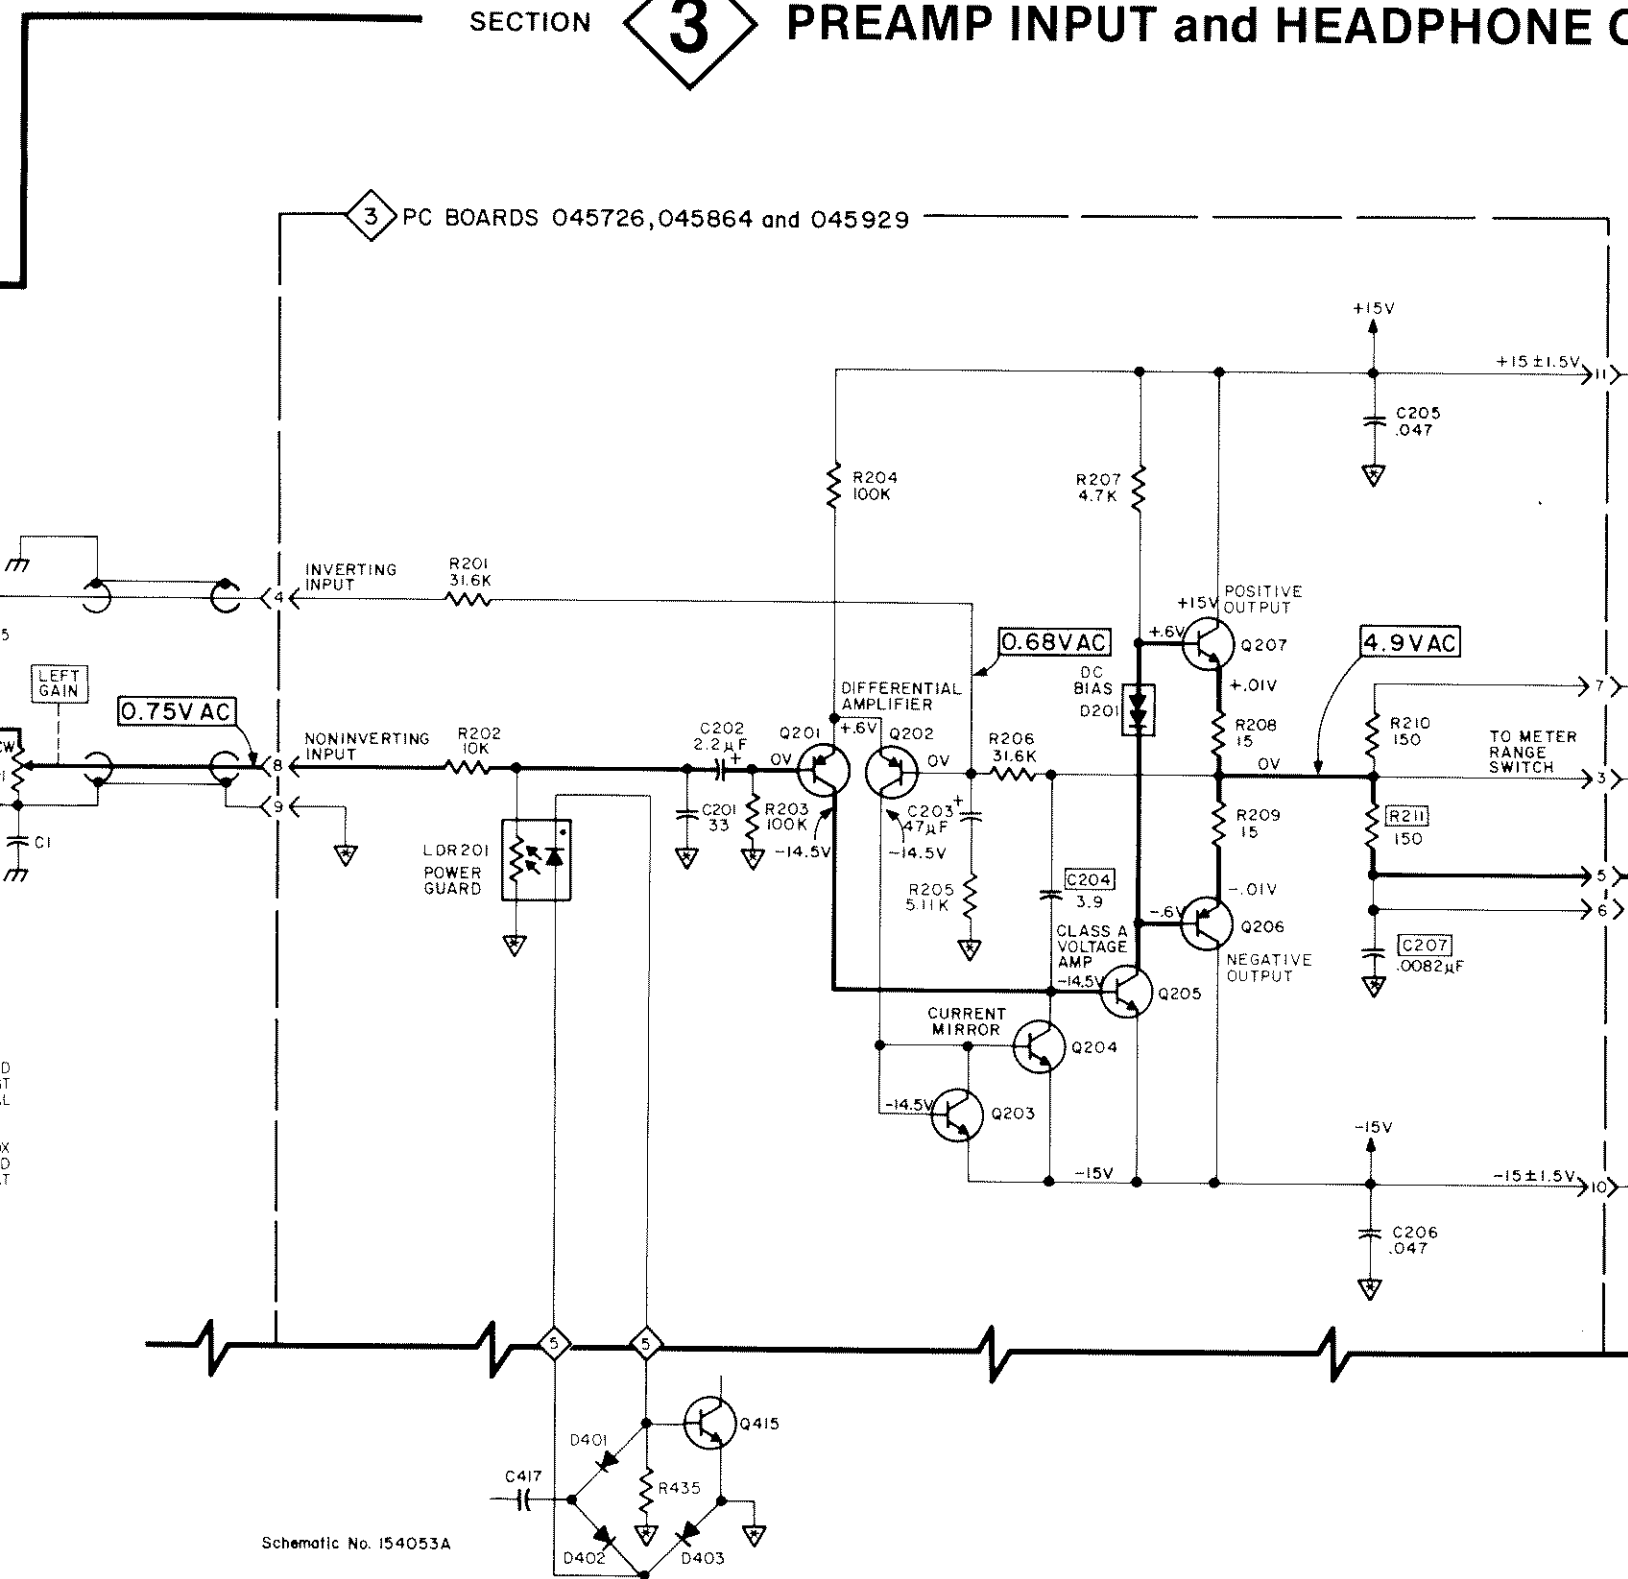 SECTION 3 PREAMP INPUT and HEADPHONE
3 PC BOARDS 045726,045864 and 045929
+15V
+15±1.5V
11
C205
.047
R204
100K
R207
4.7K
INVERTING
INPUT
4
R201
31.6K
POSITIVE
OUTPUT
+15V
5
0.68VAC
+.6V
Q207
4.9VAC
LEFT
GAIN
DC
BIAS
D201
+.01V
7
0.75VAC
DIFFERENTIAL
AMPLIFIER
R208
15
R210
150
CW
NONINVERTING
INPUT
8
R202
10K
C202
2.2µF
+
Q201
+.6V
Q202
0V
0V
R206
31.6K
0V
TO METER
RANGE
SWITCH
3
9
C1
C201
33
R203
100K
-14.5V
C203
47µF
+
-14.5V
R209
15
R211
150
LDR201
POWER
GUARD
R205
5.11K
C204
3.9
-.01V
5
6
-.6V
Q206
CLASS A
VOLTAGE
AMP
-14.5V
Q205
NEGATIVE
OUTPUT
C207
.0082µF
CURRENT
MIRROR
Q204
-14.5V
Q203
-15V
-15V
-15±1.5V
10
C206
.047
5
5
Q415
D401
C417
R435
D402
D403
Schematic No. 154053A